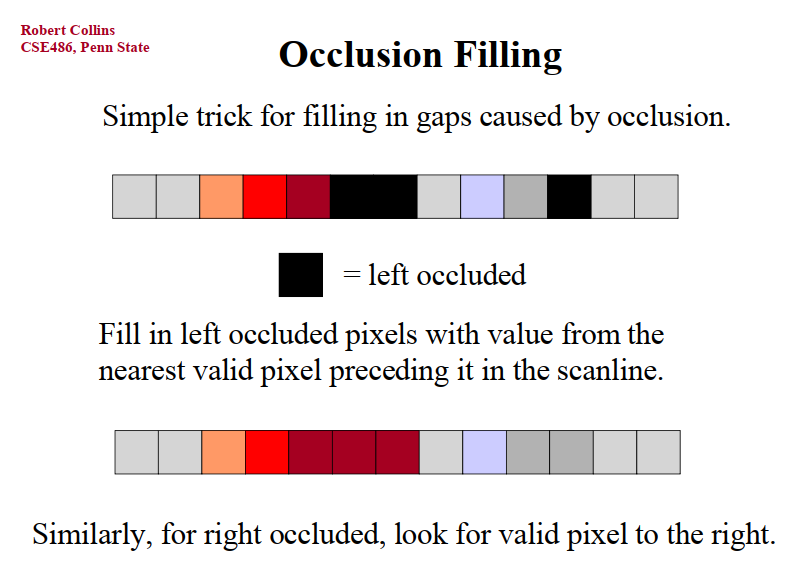 Robert Collins
CSE486, Penn State
Occlusion Filling
Simple trick for filling in gaps caused by occlusion.
= left occluded
Fill in left occluded pixels with value from the
nearest valid pixel preceding it in the scanline.
Similarly, for right occluded, look for valid pixel to the right.